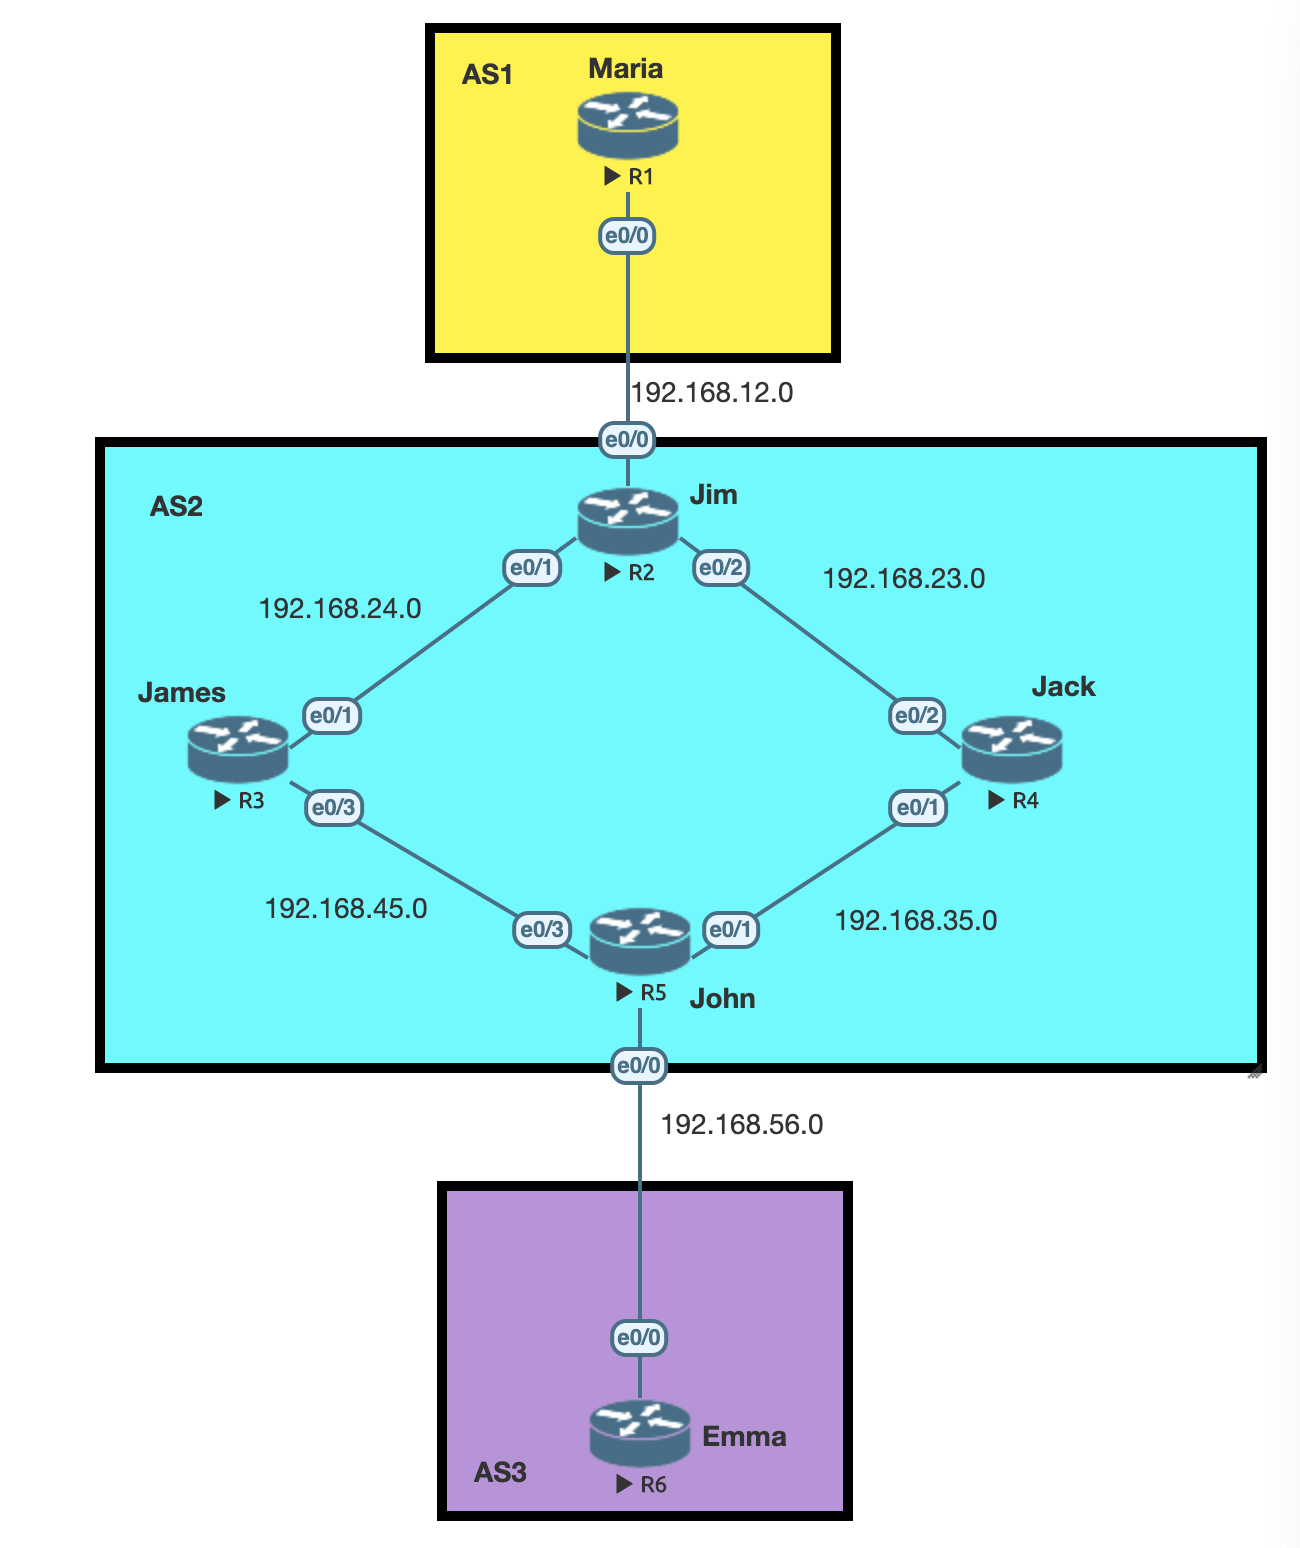 AS1
Maria
R1
e0/0
192.168.12.0
e0/0
AS2
Jim
e0/1
R2
e0/2
192.168.24.0
192.168.23.0
James
Jack
e0/1
e0/2
R3
R4
e0/3
e0/1
192.168.45.0
192.168.35.0
e0/3
e0/1
R5
John
e0/0
192.168.56.0
e0/0
Emma
AS3
R6